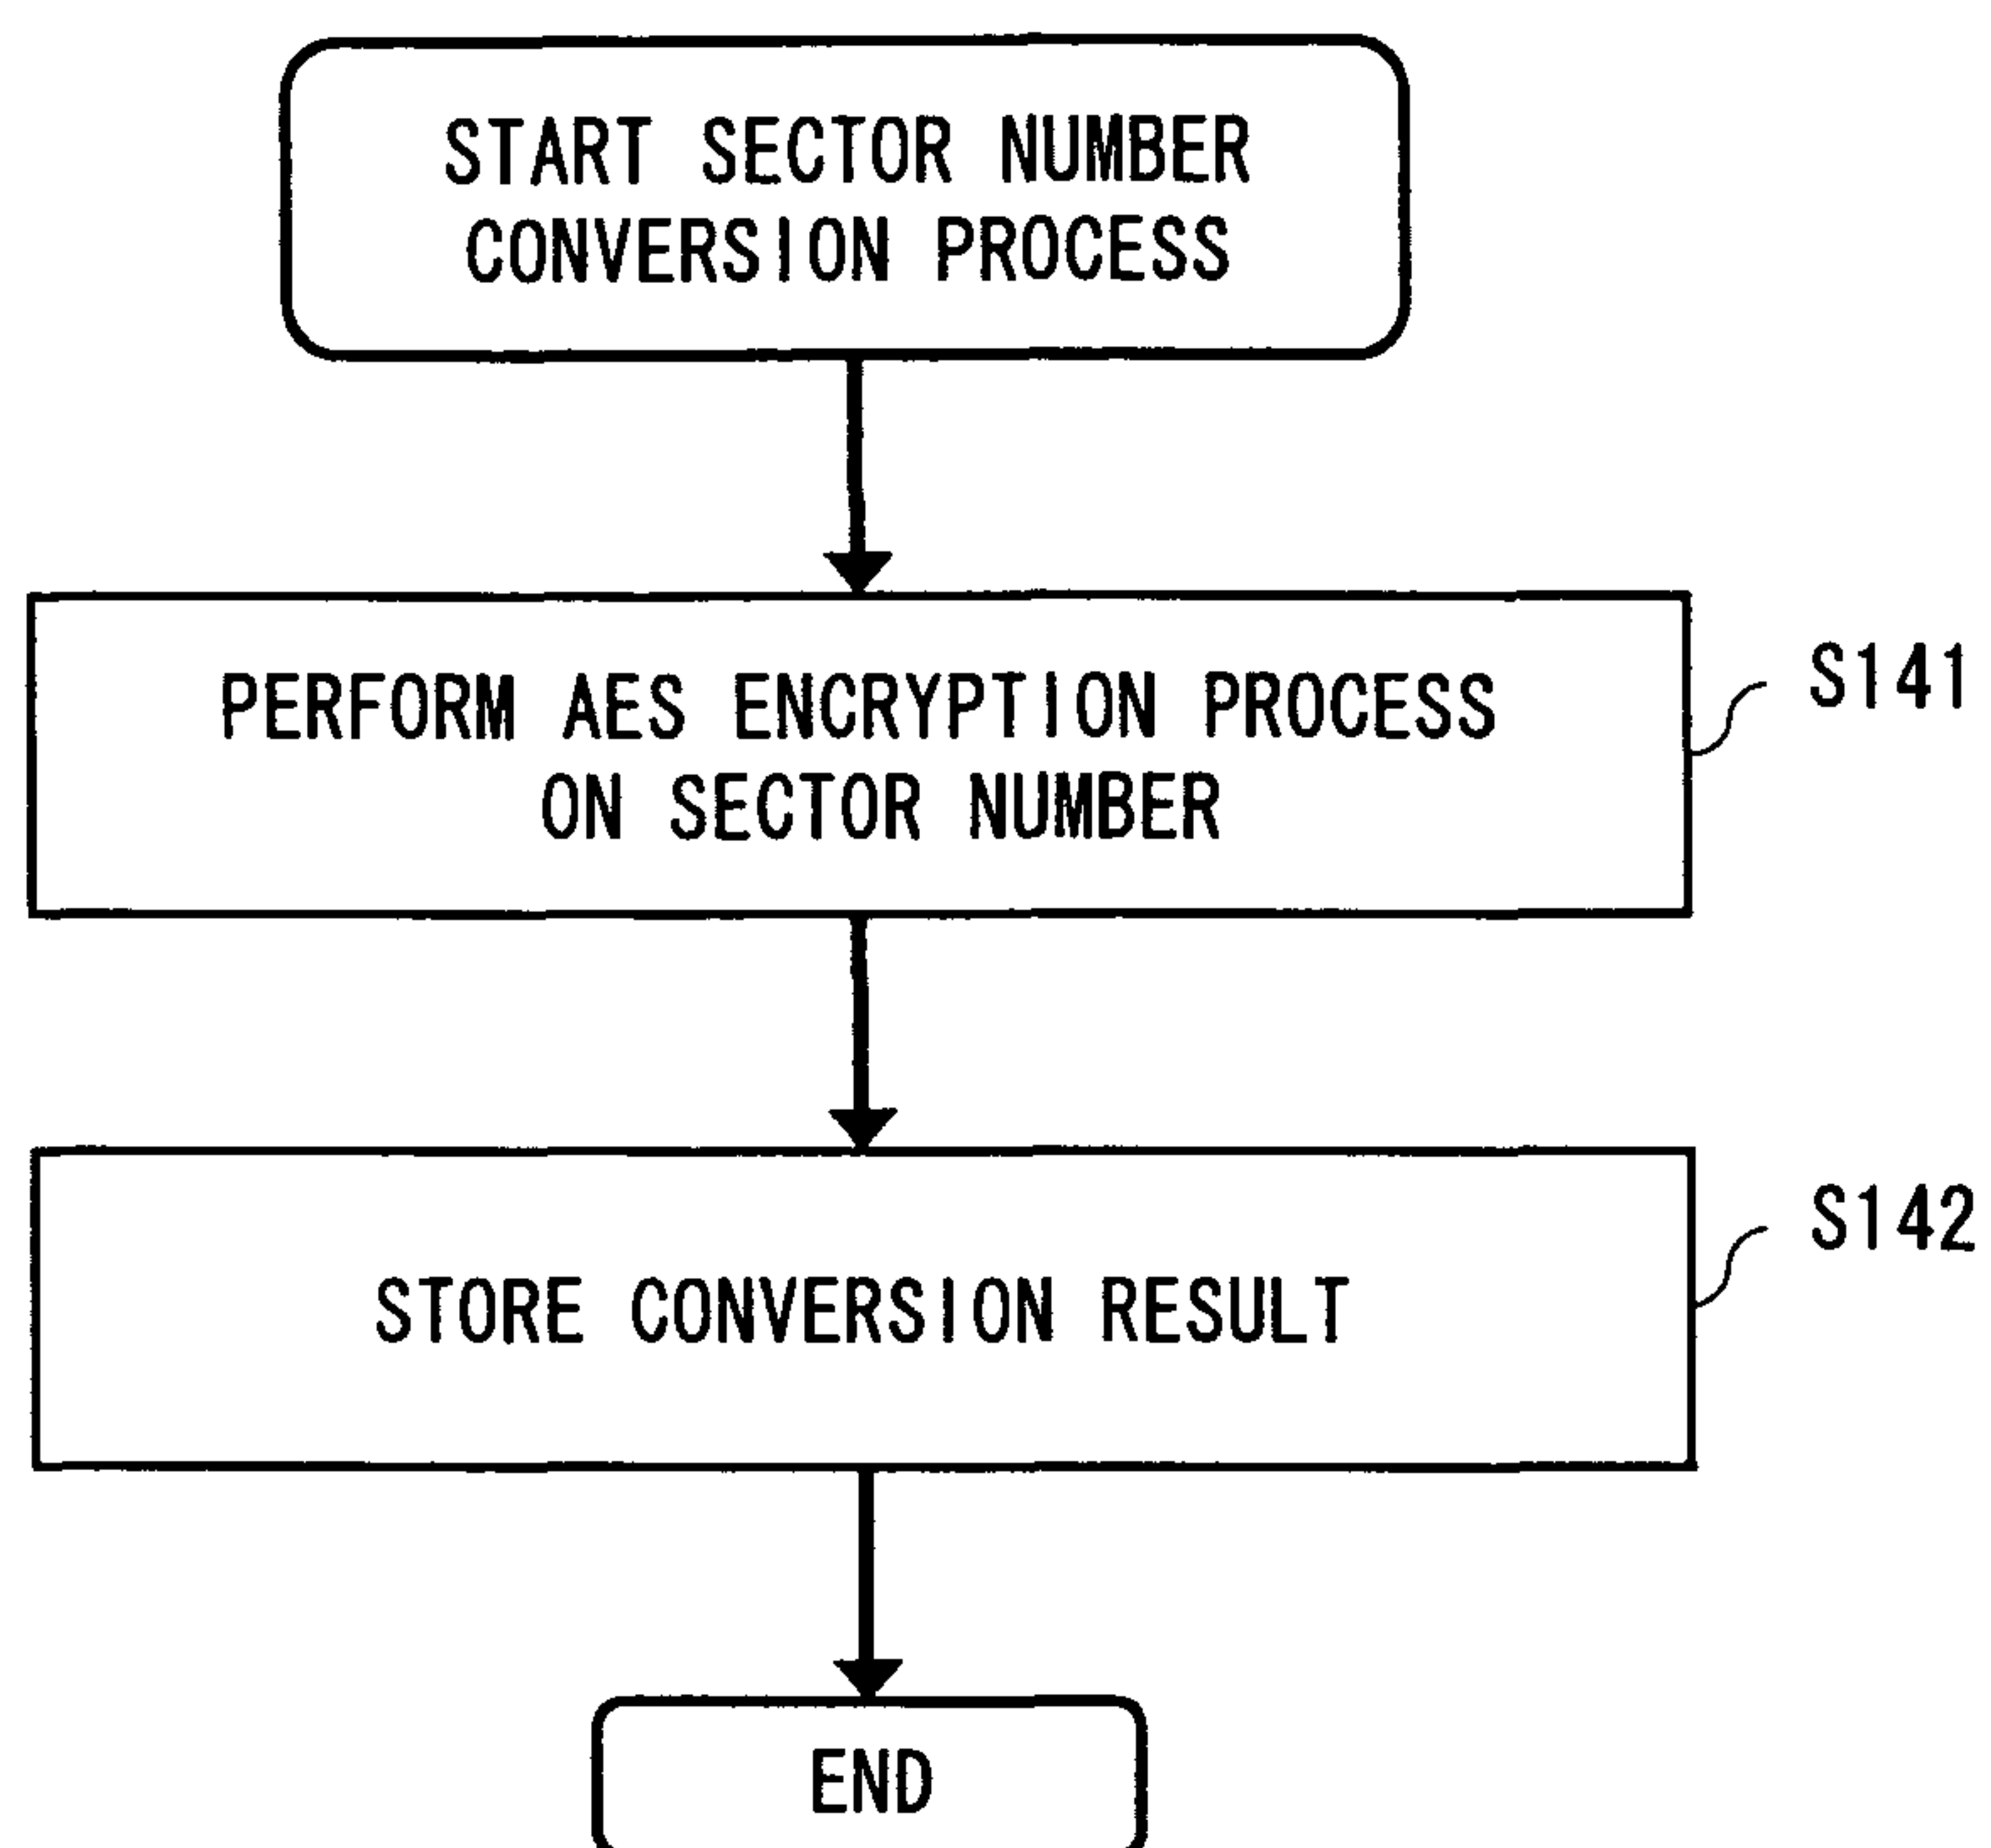 START SECTOR NUMBER
CONVERSION PROCESS
PERFORM AES ENCRYPTION PROCESS
ON SECTOR NUMBER
S141
STORE CONVERSION RESULT
S142
END